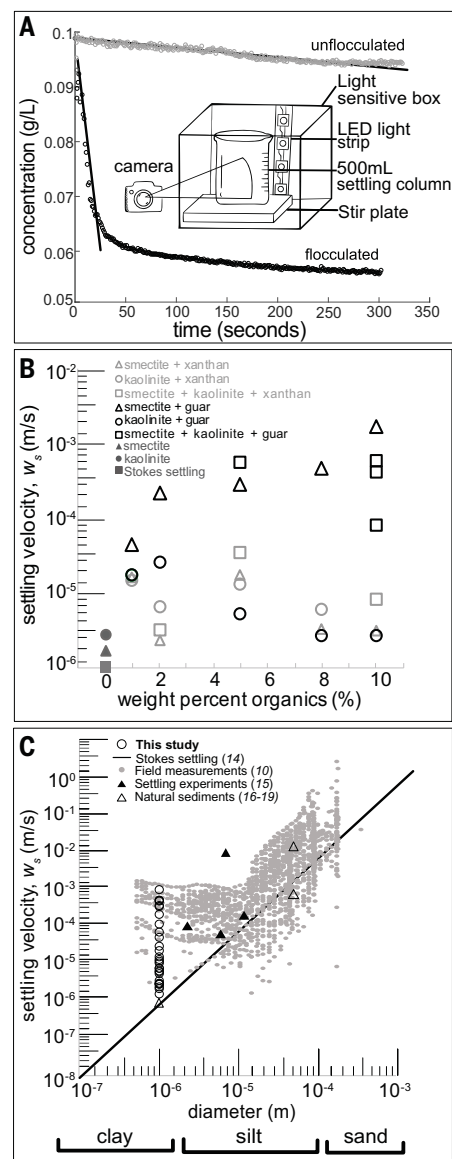 A
0.1
0.09
0.08
0.07
0.06
0.05
concentration (g/L)
unflocculated
Light
sensitive box
LED light
strip
camera
500mL
settling column
Stir plate
flocculated
0 50 100 150 200 250 300 350
time (seconds)
B
10-2
10-3
10-4
10-5
10-6
settling velocity, ws (m/s)
smectite + xanthan
kaolinite + xanthan
smectite + kaolinite + xanthan
smectite + guar
kaolinite + guar
smectite + kaolinite + guar
smectite
kaolinite
Stokes settling
0 2 4 6 8 10
weight percent organics (%)
C
This study
Stokes settling (14)
Field measurements (10)
Settling experiments (15)
Natural sediments (16-19)
100
10-1
10-2
10-3
10-4
10-5
10-6
10-7
10-8
settling velocity, ws (m/s)
10-7 10-6 10-5 10-4 10-3
diameter (m)
clay silt sand